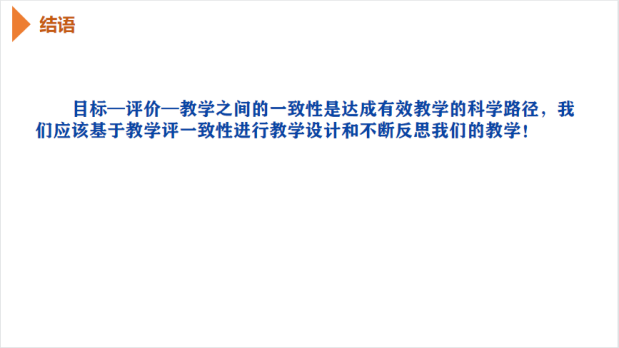 结语
目标—评价—教学之间的一致性是达成有效教学的科学路径，我
们应该基于教学评一致性进行教学设计和不断反思我们的教学！